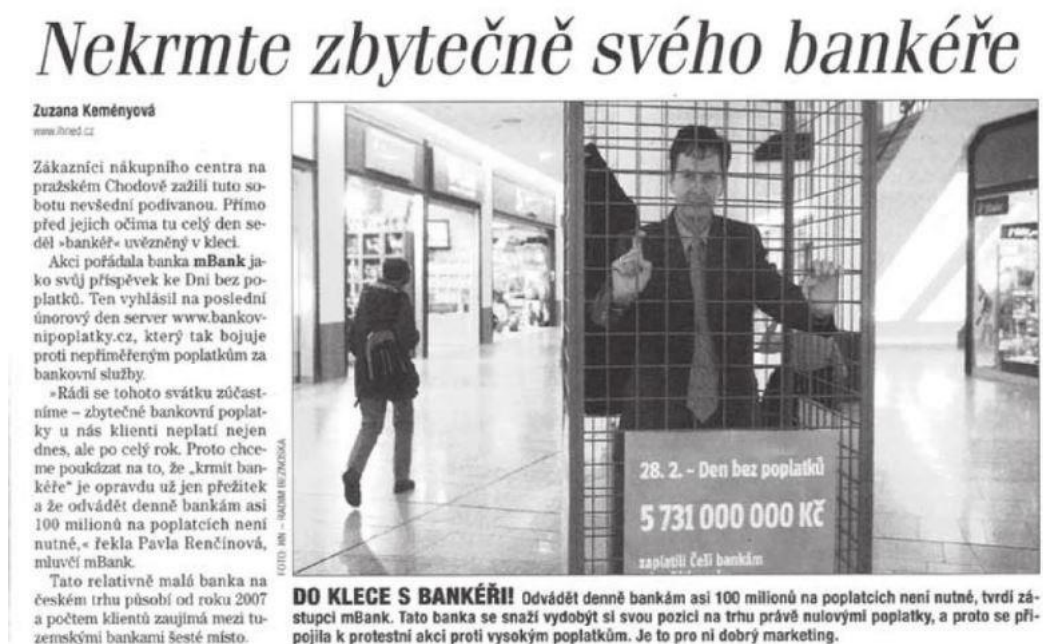 Nekrmte zbytečně svého bankéře
Zuzana Keményová
www.ihned.cz
Zákazníci nákupního centra na
pražském Chodově zažili tuto so-
botu nevšední podívanou. Přímo
před jejich očima tu celý den se-
děl »bankéř« uvězněný v kleci.
Akci pořádala banka mBank ja-
ko svůj příspěvek ke Dni bez po-
platků. Ten vyhlásil na poslední
únorový den server www.bankov-
nipoplatky.cz, který tak bojuje
proti nepřiměřeným poplatkům za
bankovní služby.
»Rádi se tohoto svátku zúčast-
níme – zbytečné bankovní poplat-
ky u nás klienti neplatí nejen
dnes, ale po celý rok. Proto chce-
me poukázat na to, že „krmit ban-
kéře“ je opravdu už jen přežitek
a že odvádět denně bankám asi
100 milionů na poplatcích není
nutné,« řekla Pavla Renčínová,
mluvčí mBank.
Tato relativně malá banka na
českém trhu působí od roku 2007
a počtem klientů zaujímá mezi tu-
zemskými bankami šesté místo.
FOTO: HN – RADIM BEZNOSKA
28. 2. – Den bez poplatků
5 731 000 000 Kč
zaplatili Češi bankám
DO KLECE S BANKÉŘI! Odvádět denně bankám asi 100 milionů na poplatcích není nutné, tvrdí zá-
stupci mBank. Tato banka se snaží vydobýt si svou pozici na trhu právě nulovými poplatky, a proto se při-
pojila k protestní akci proti vysokým poplatkům. Je to pro ni dobrý marketing.